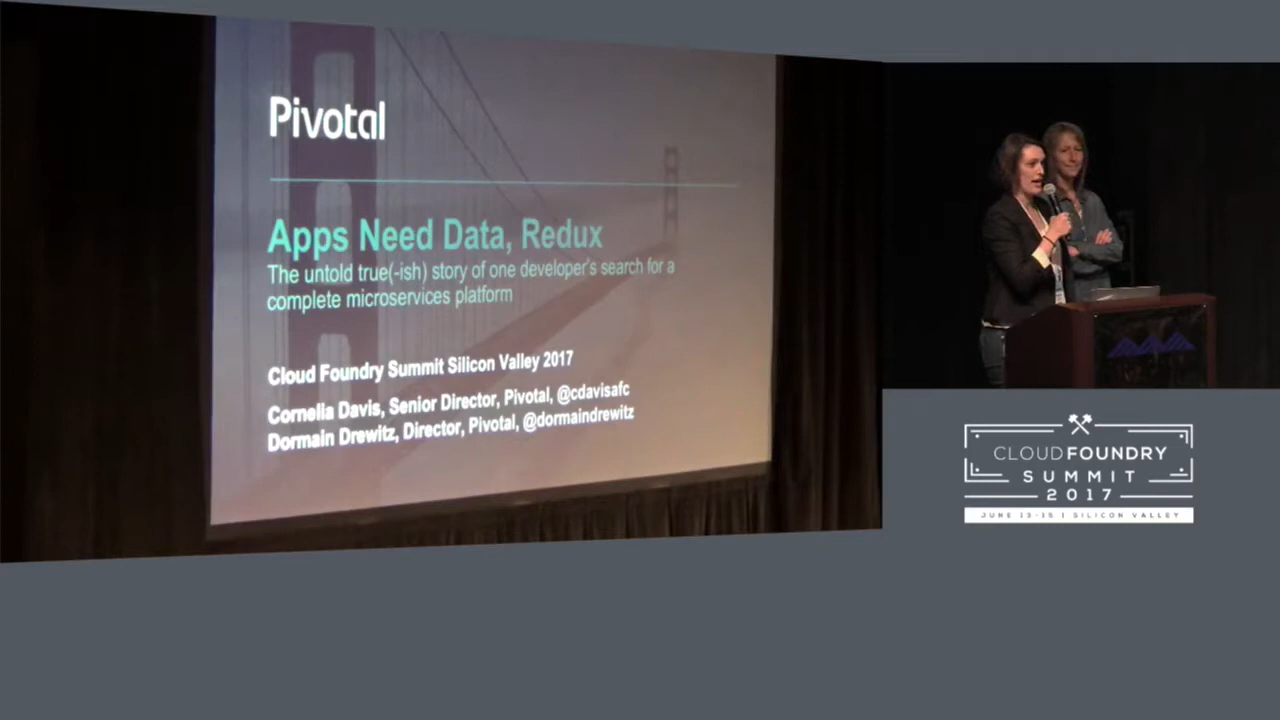 Pivotal
Apps Need Data, Redux
The untold true(-ish) story of one developer's search for a
complete microservices platform
Cloud Foundry Summit Silicon Valley 2017
Cornelia Davis, Senior Director, Pivotal, @cdavisafc
Dormain Drewitz, Director, Pivotal, @dormaindrewitz
CLOUD FOUNDRY
SUMMIT
2017
JUNE 13-15 | SILICON VALLEY